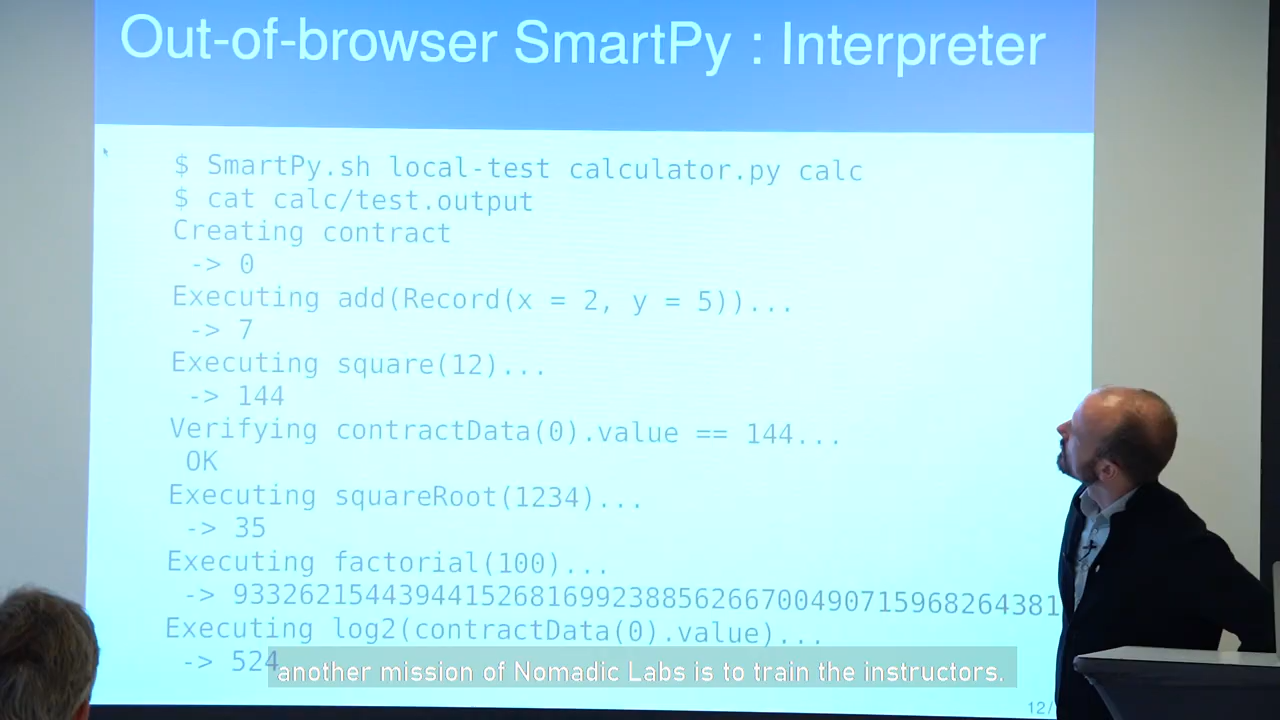 Out-of-browser SmartPy : Interpreter
$ SmartPy.sh local-test calculator.py calc
$ cat calc/test.output
Creating contract
-> 0
Executing add(Record(x = 2, y = 5))...
-> 7
Executing square(12)...
-> 144
Verifying contractData(0).value == 144...
OK
Executing squareRoot(1234)...
-> 35
Executing factorial(100)...
-> 93326215443944152681699238856266700490715968264381
Executing log2(contractData(0).value)...
-> 524
another mission of Nomadic Labs is to train the instructors.
12/